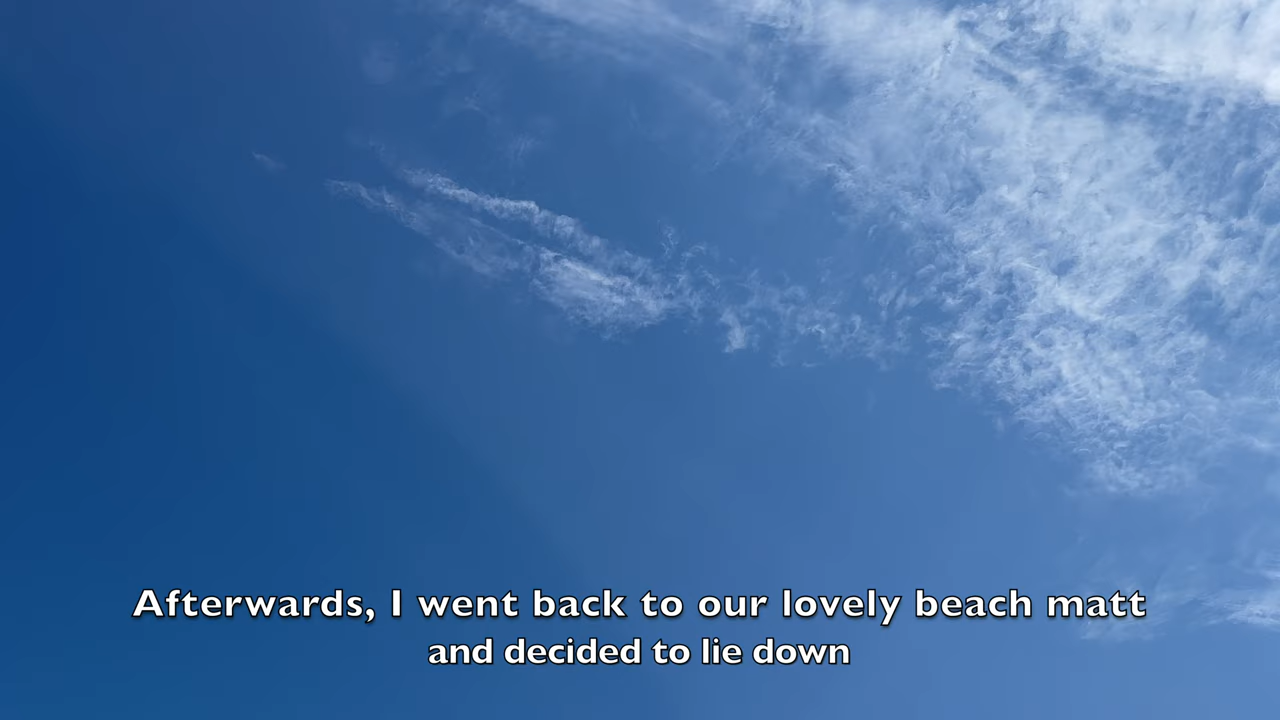 Afterwards, I went back to our lovely beach matt
and decided to lie down